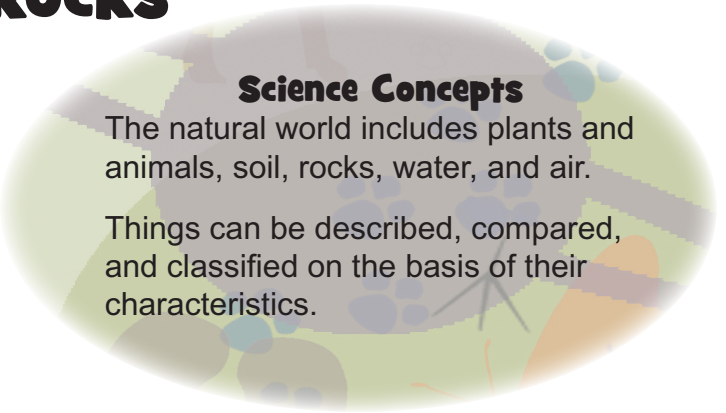 Rocks
Science Concepts
The natural world includes plants and
animals, soil, rocks, water, and air.
Things can be described, compared,
and classified on the basis of their
characteristics.